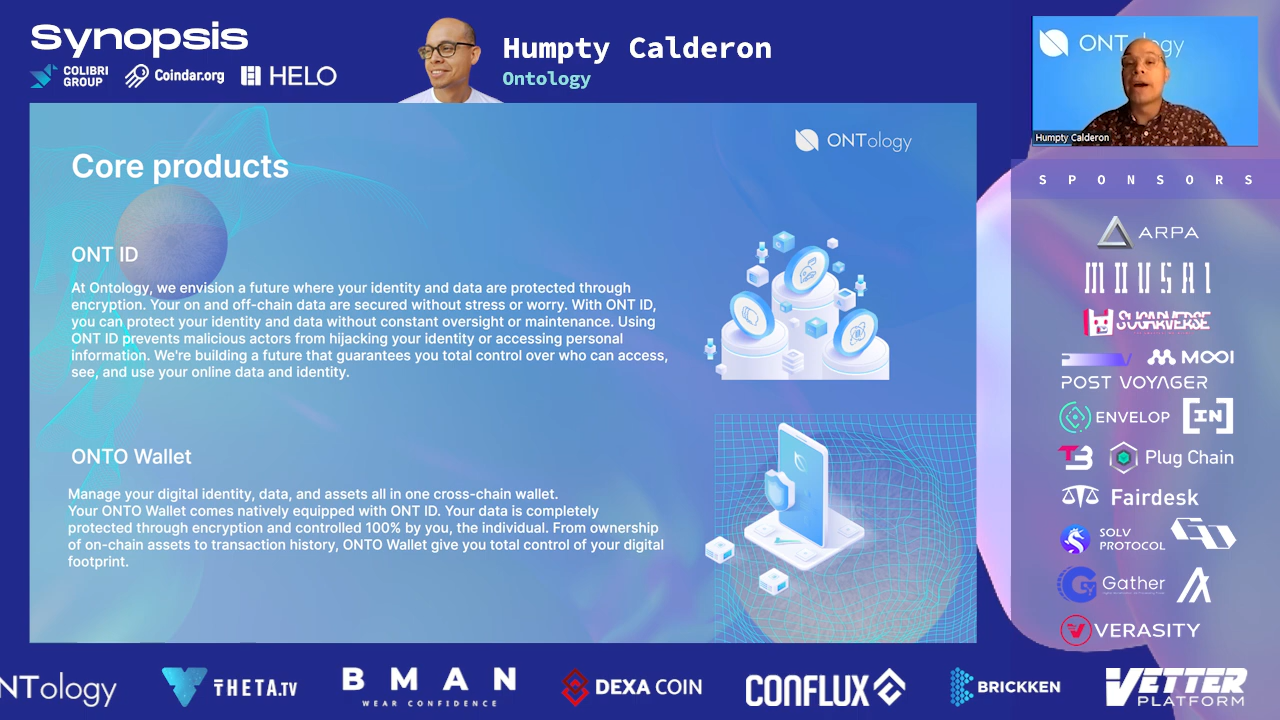 Synopsis
COLIBRI
GROUP
Coindar.org
HELO
Humpty Calderon
Ontology
ONTology
Humpty Calderon
ONTology
Core products
ONT ID
At Ontology, we envision a future where your identity and data are protected through
encryption. Your on and off-chain data are secured without stress or worry. With ONT ID,
you can protect your identity and data without constant oversight or maintenance. Using
ONT ID prevents malicious actors from hijacking your identity or accessing personal
information. We're building a future that guarantees you total control over who can access,
see, and use your online data and identity.
ONTO Wallet
Manage your digital identity, data, and assets all in one cross-chain wallet.
Your ONTO Wallet comes natively equipped with ONT ID. Your data is completely
protected through encryption and controlled 100% by you, the individual. From ownership
of on-chain assets to transaction history, ONTO Wallet give you total control of your digital
footprint.
SPONSORS
ARPA
MOVSAI
SUGARVERSE
MOOI
POST VOYAGER
ENVELOP
[IN]
TB
Plug Chain
Fairdesk
SOLV
PROTOCOL
Gather
VERASITY
NTology
THETA.TV
BMAN
WEAR CONFIDENCE
DEXA COIN
CONFLUX
BRICKKEN
VETTER
PLATFORM